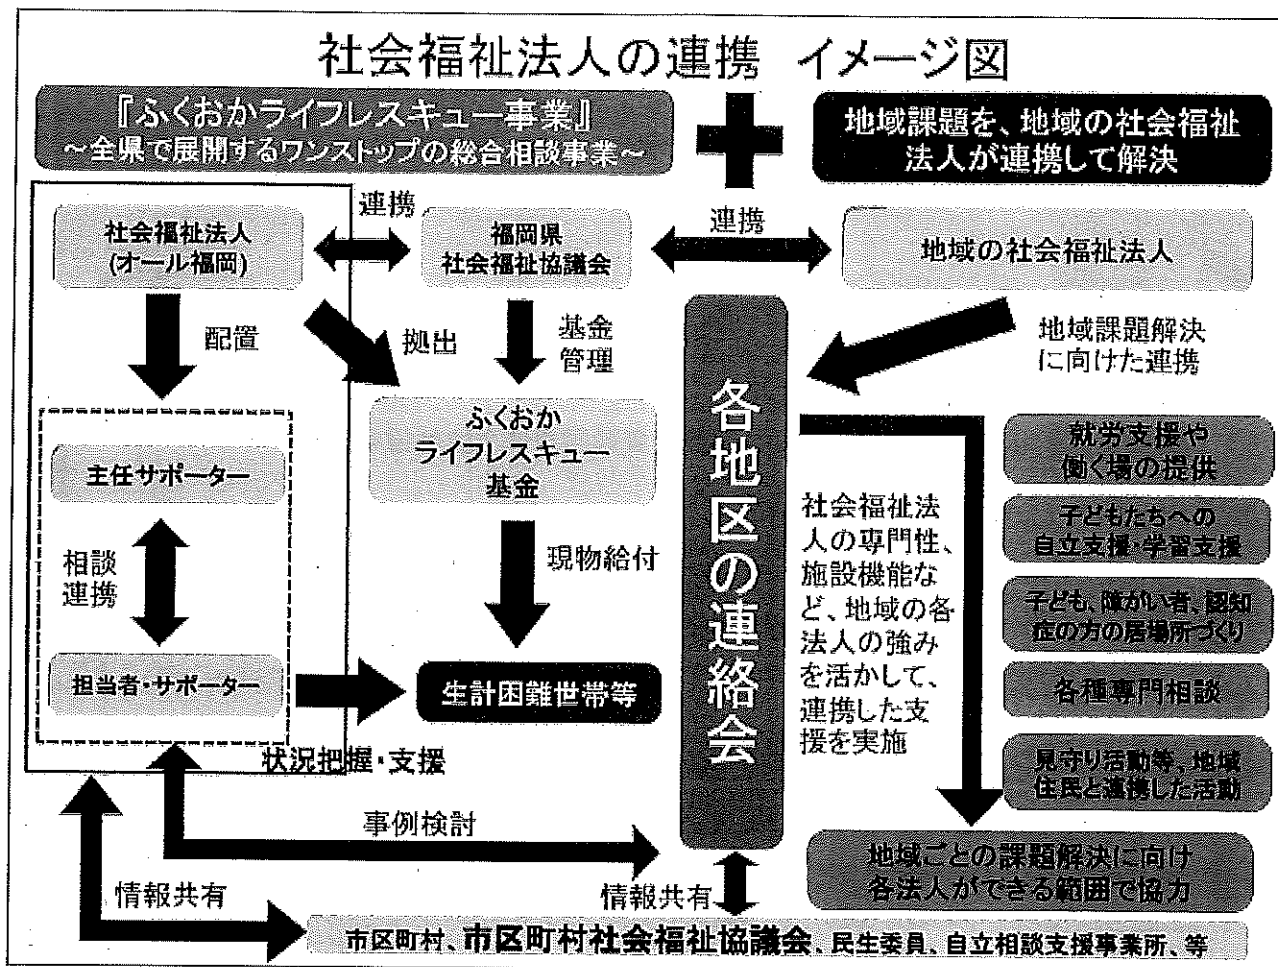 社会福祉法人の連携 イメージ図
『ふくおかライフレスキュー事業』
~全県で展開するワンストップの総合相談事業~
地域課題を、地域の社会福祉
法人が連携して解決
社会福祉法人
(オール福岡)
連携
福岡県
社会福祉協議会
連携
地域の社会福祉法人
配置
拠出
基金
管理
地域課題解決
に向けた連携
ふくおか
ライフレスキュー
基金
主任サポーター
相談
連携
担当者・サポーター
現物給付
生計困難世帯等
状況把握・支援
各地区の連絡会
社会福祉法
人の専門性、
施設機能な
ど、地域の各
法人の強み
を活かして、
連携した支
援を実施
就労支援や
働く場の提供
子どもたちへの
自立支援・学習支援
子ども、障がい者、認知
症の方の居場所づくり
各種専門相談
見守り活動等、地域
住民と連携した活動
地域ごとの課題解決に向け
各法人ができる範囲で協力
事例検討
情報共有
情報共有
市区町村、市区町村社会福祉協議会、民生委員、自立相談支援事業所、等